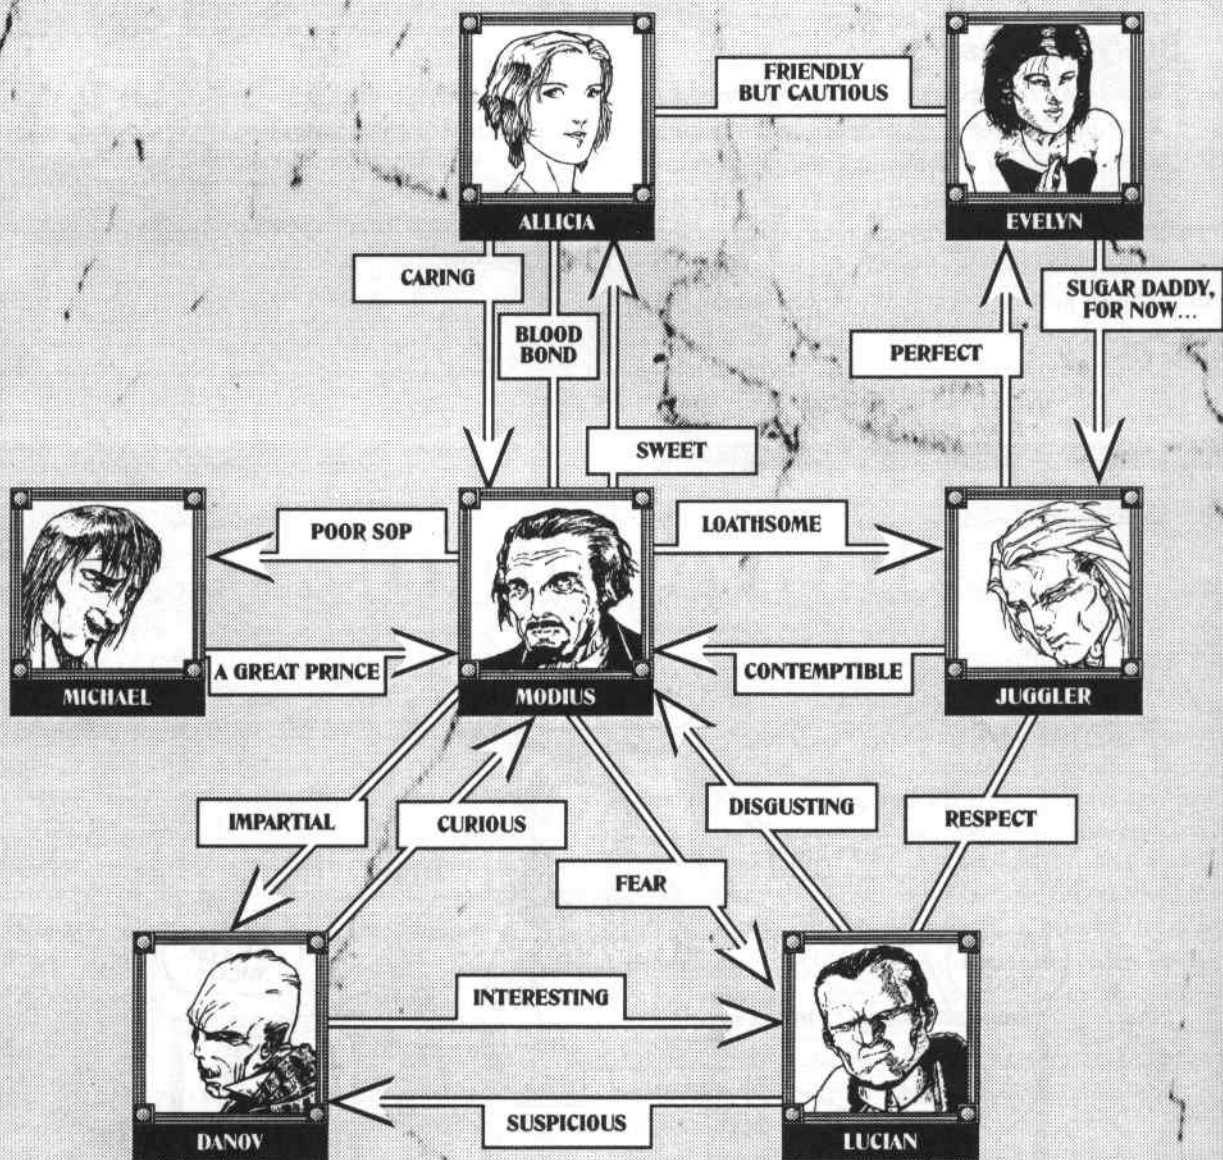 FRIENDLY
BUT CAUTIOUS
ALLICIA
EVELYN
CARING
SUGAR DADDY,
FOR NOW...
BLOOD
BOND
PERFECT
SWEET
POOR SOP
LOATHSOME
A GREAT PRINCE
CONTEMPTIBLE
MICHAEL
MODIUS
JUGGLER
IMPARTIAL
CURIOUS
DISGUSTING
RESPECT
FEAR
INTERESTING
SUSPICIOUS
DANOV
LUCIAN